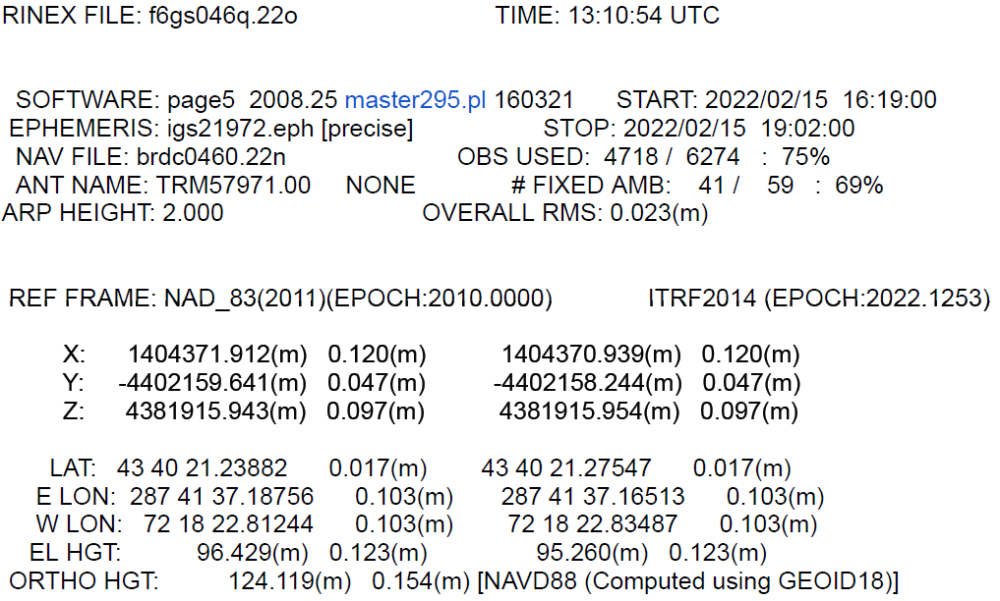 RINEX FILE: f6gs046q.22o TIME: 13:10:54 UTC
SOFTWARE: page5 2008.25 master295.pl 160321 START: 2022/02/15 16:19:00
EPHEMERIS: igs21972.eph [precise] STOP: 2022/02/15 19:02:00
NAV FILE: brdc0460.22n OBS USED: 4718 / 6274 : 75%
ANT NAME: TRM57971.00 NONE # FIXED AMB: 41 / 59 : 69%
ARP HEIGHT: 2.000 OVERALL RMS: 0.023(m)
REF FRAME: NAD_83(2011)(EPOCH:2010.0000) ITRF2014 (EPOCH:2022.1253)
X: 1404371.912(m) 0.120(m) 1404370.939(m) 0.120(m)
Y: -4402159.641(m) 0.047(m) -4402158.244(m) 0.047(m)
Z: 4381915.943(m) 0.097(m) 4381915.954(m) 0.097(m)
LAT: 43 40 21.23882 0.017(m) 43 40 21.27547 0.017(m)
E LON: 287 41 37.18756 0.103(m) 287 41 37.16513 0.103(m)
W LON: 72 18 22.81244 0.103(m) 72 18 22.83487 0.103(m)
EL HGT: 96.429(m) 0.123(m) 95.260(m) 0.123(m)
ORTHO HGT: 124.119(m) 0.154(m) [NAVD88 (Computed using GEOID18)]